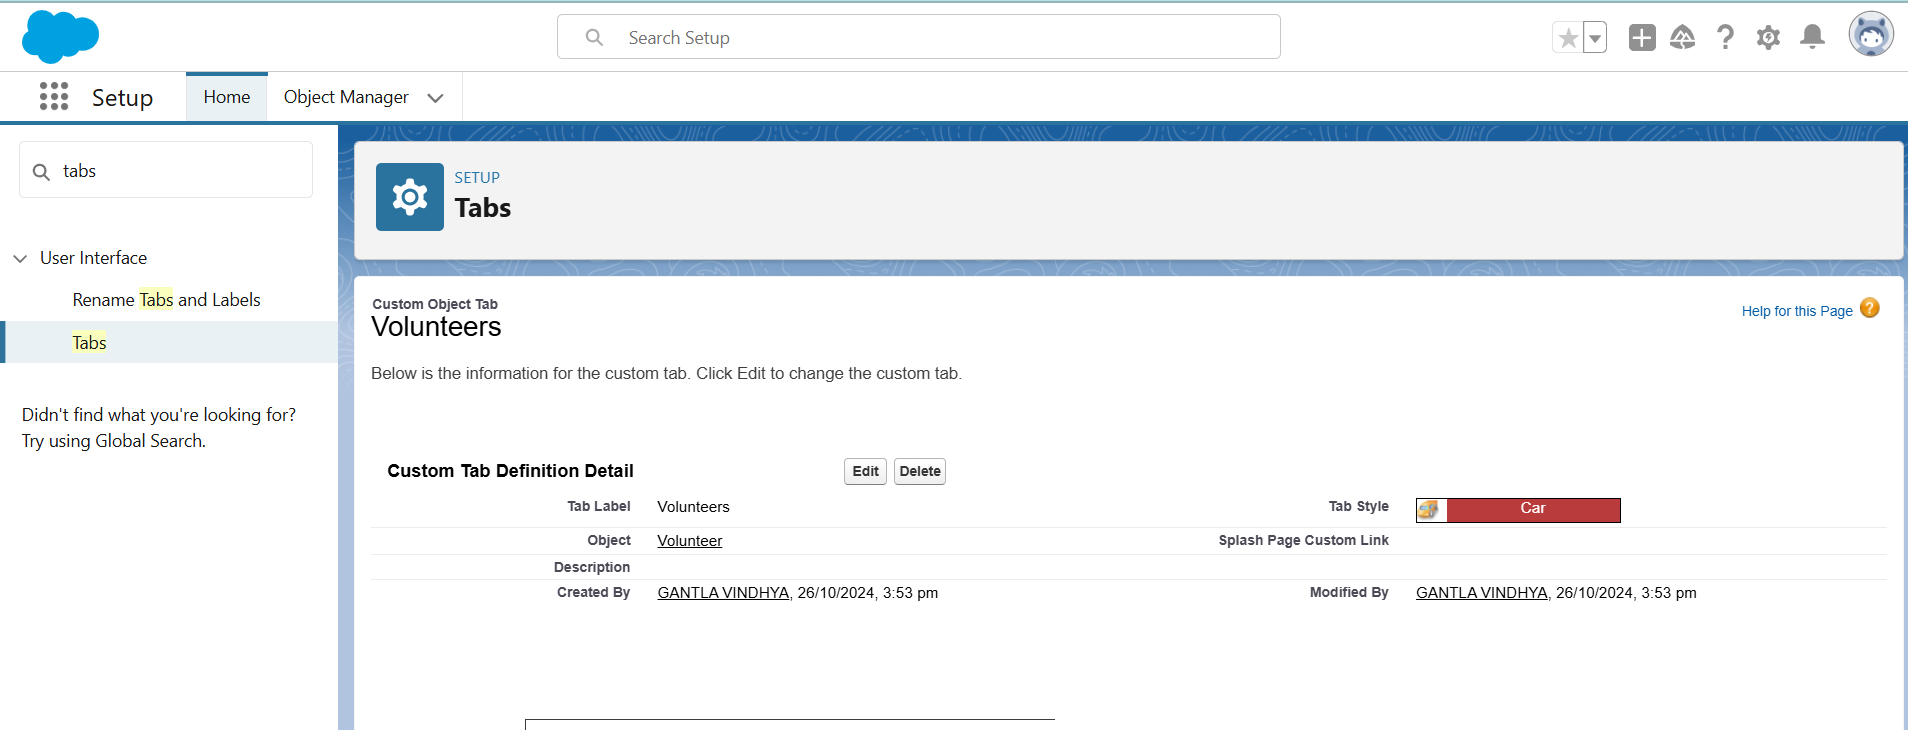 Search Setup
Setup
Home
Object Manager
tabs
User Interface
Rename Tabs and Labels
Tabs
Didn't find what you're looking for?
Try using Global Search.
SETUP
Tabs
Custom Object Tab
Volunteers
Help for this Page ?
Below is the information for the custom tab. Click Edit to change the custom tab.
Custom Tab Definition Detail Edit Delete
Tab Label Volunteers Tab Style Car
Object Volunteer Splash Page Custom Link
Description
Created By GANTLA VINDHYA, 26/10/2024, 3:53 pm Modified By GANTLA VINDHYA, 26/10/2024, 3:53 pm